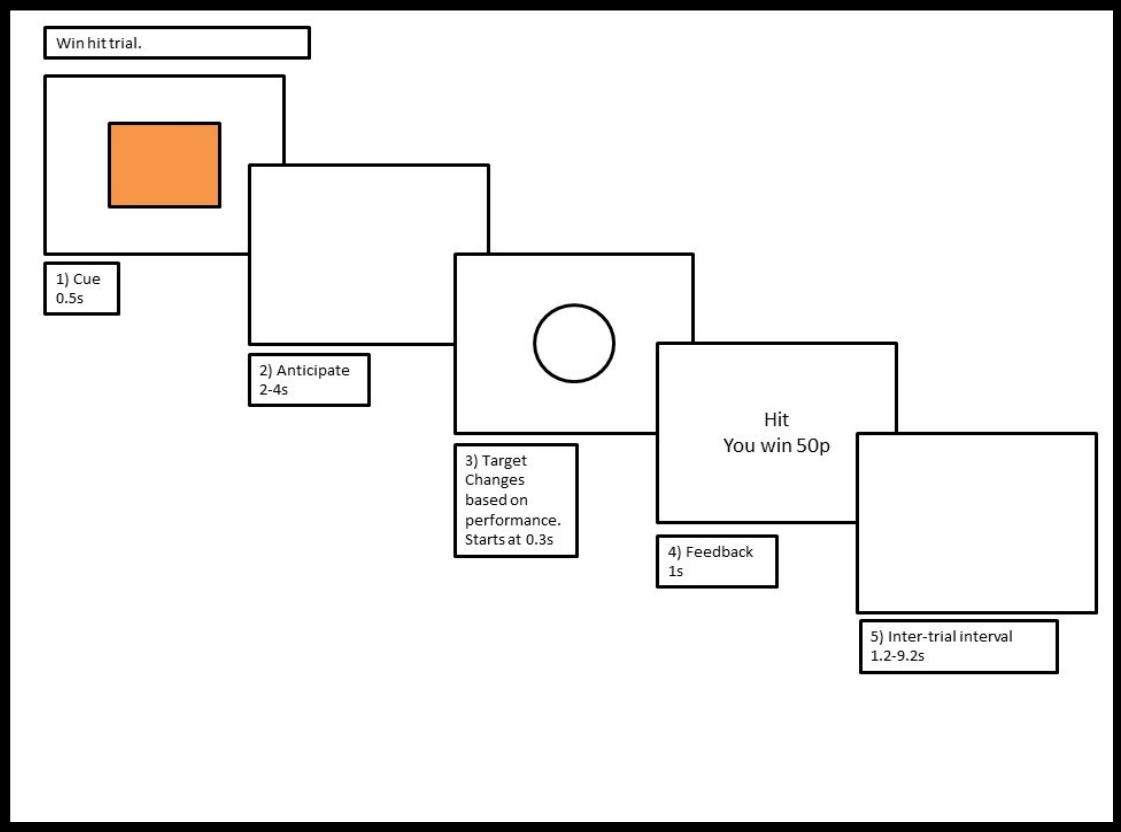 Win hit trial.
1) Cue
0.5s
2) Anticipate
2-4s
3) Target
Changes
based on
performance.
Starts at 0.3s
Hit
You win 50p
4) Feedback
1s
5) Inter-trial interval
1.2-9.2s